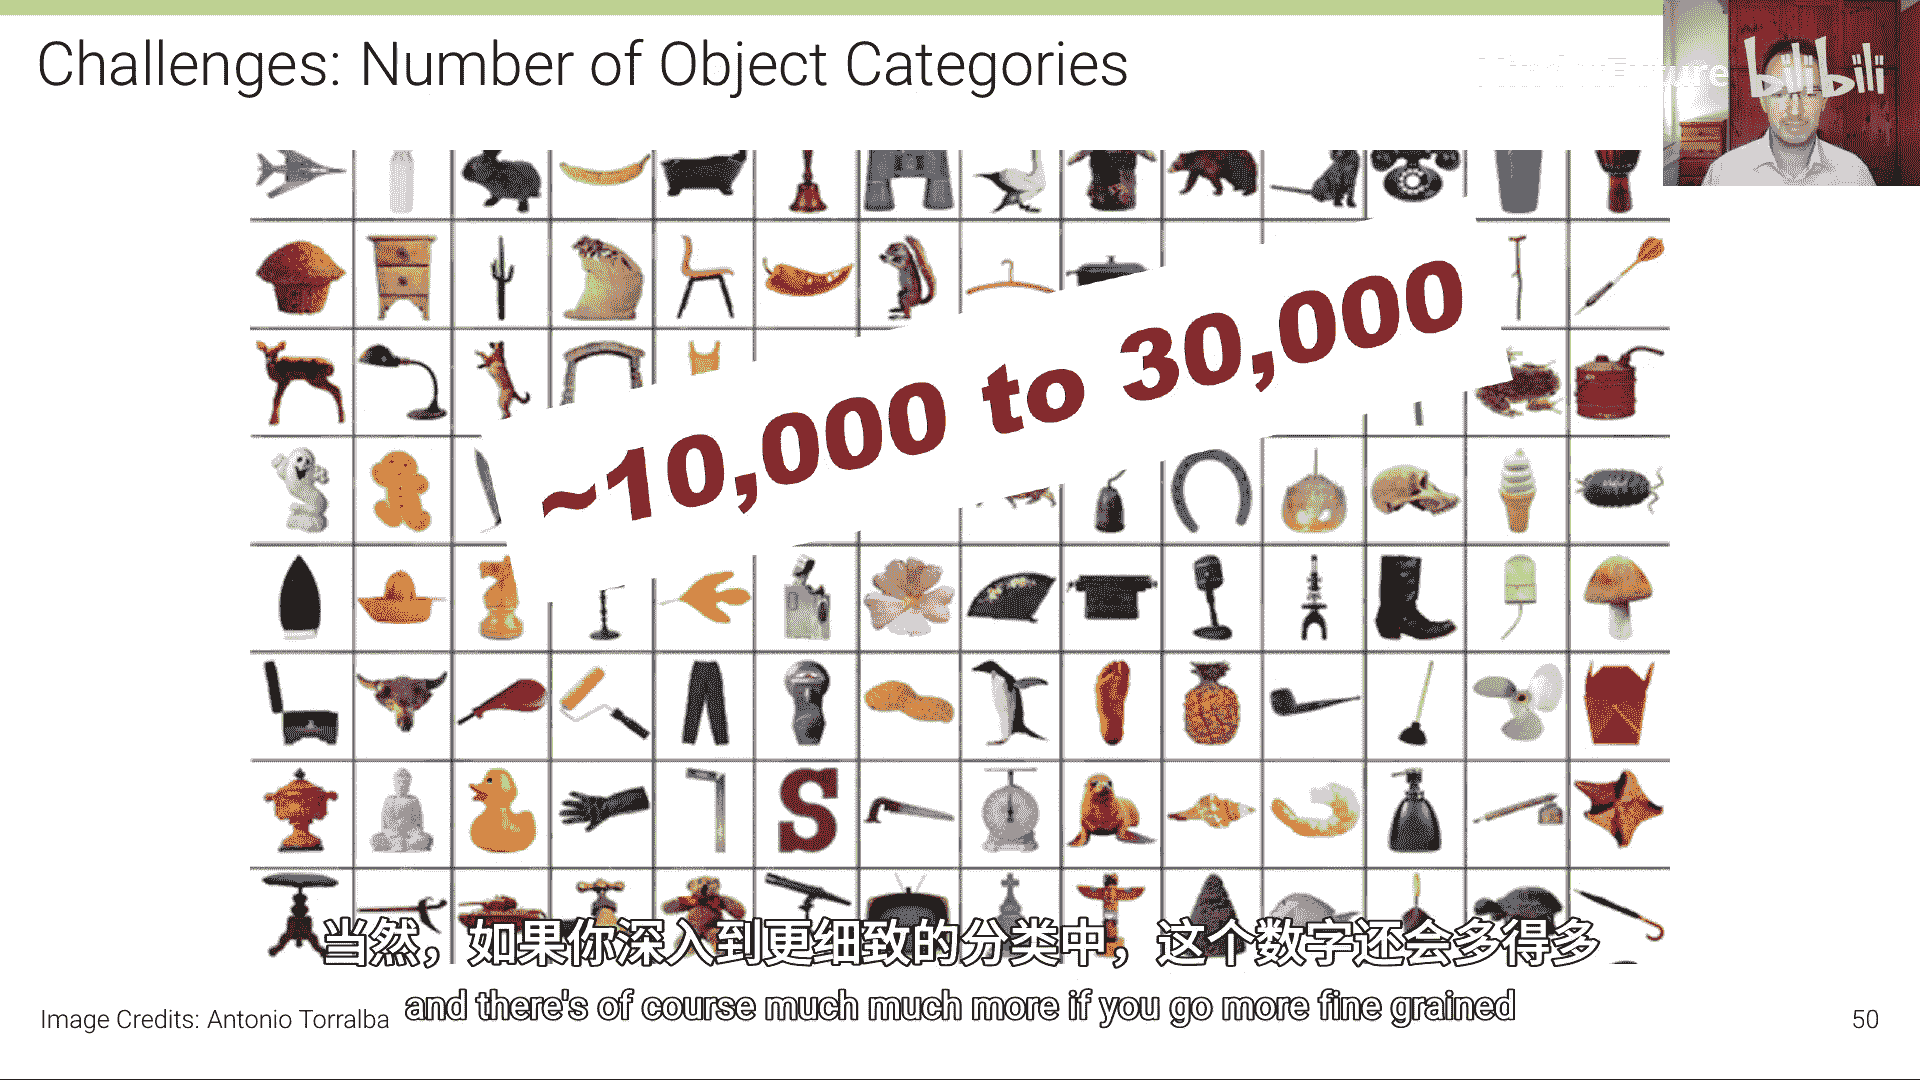 Challenges: Number of Object Categories
bilibili
~10,000 to 30,000
S
当然，如果你深入到更细致的分类中，这个数字还会多得多
and there's of course much much more if you go more fine grained
Image Credits: Antonio Torralba
50